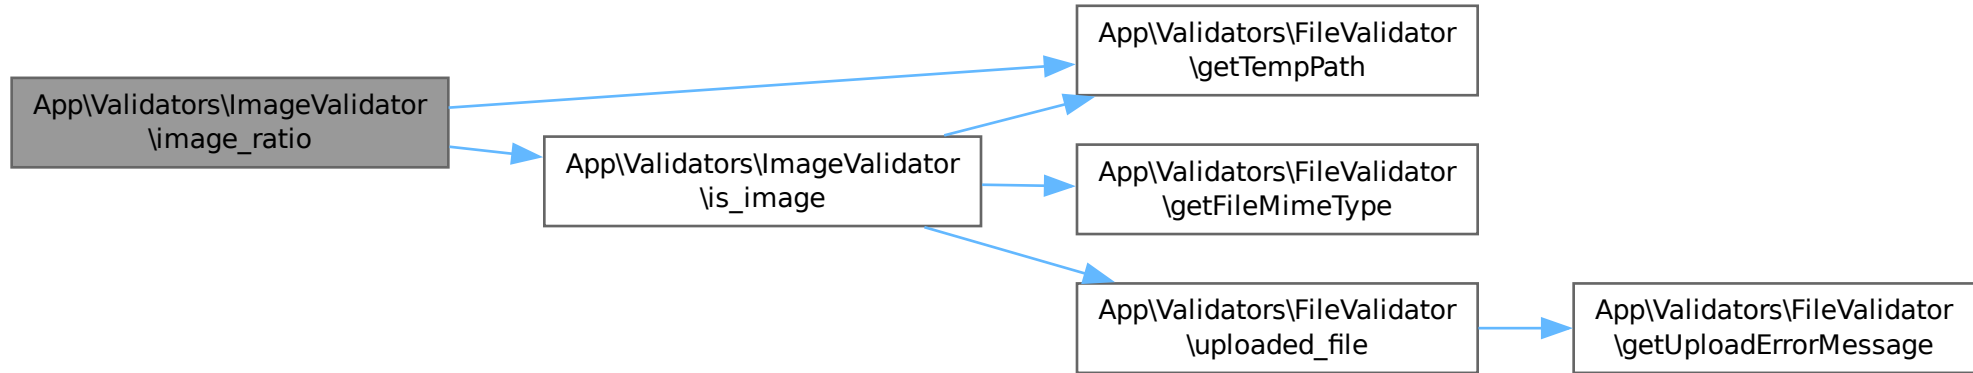 App\Validators\ImageValidator
\image_ratio
App\Validators\ImageValidator
\is_image
App\Validators\FileValidator
\getTempPath
App\Validators\FileValidator
\getFileMimeType
App\Validators\FileValidator
\uploaded_file
App\Validators\FileValidator
\getUploadErrorMessage